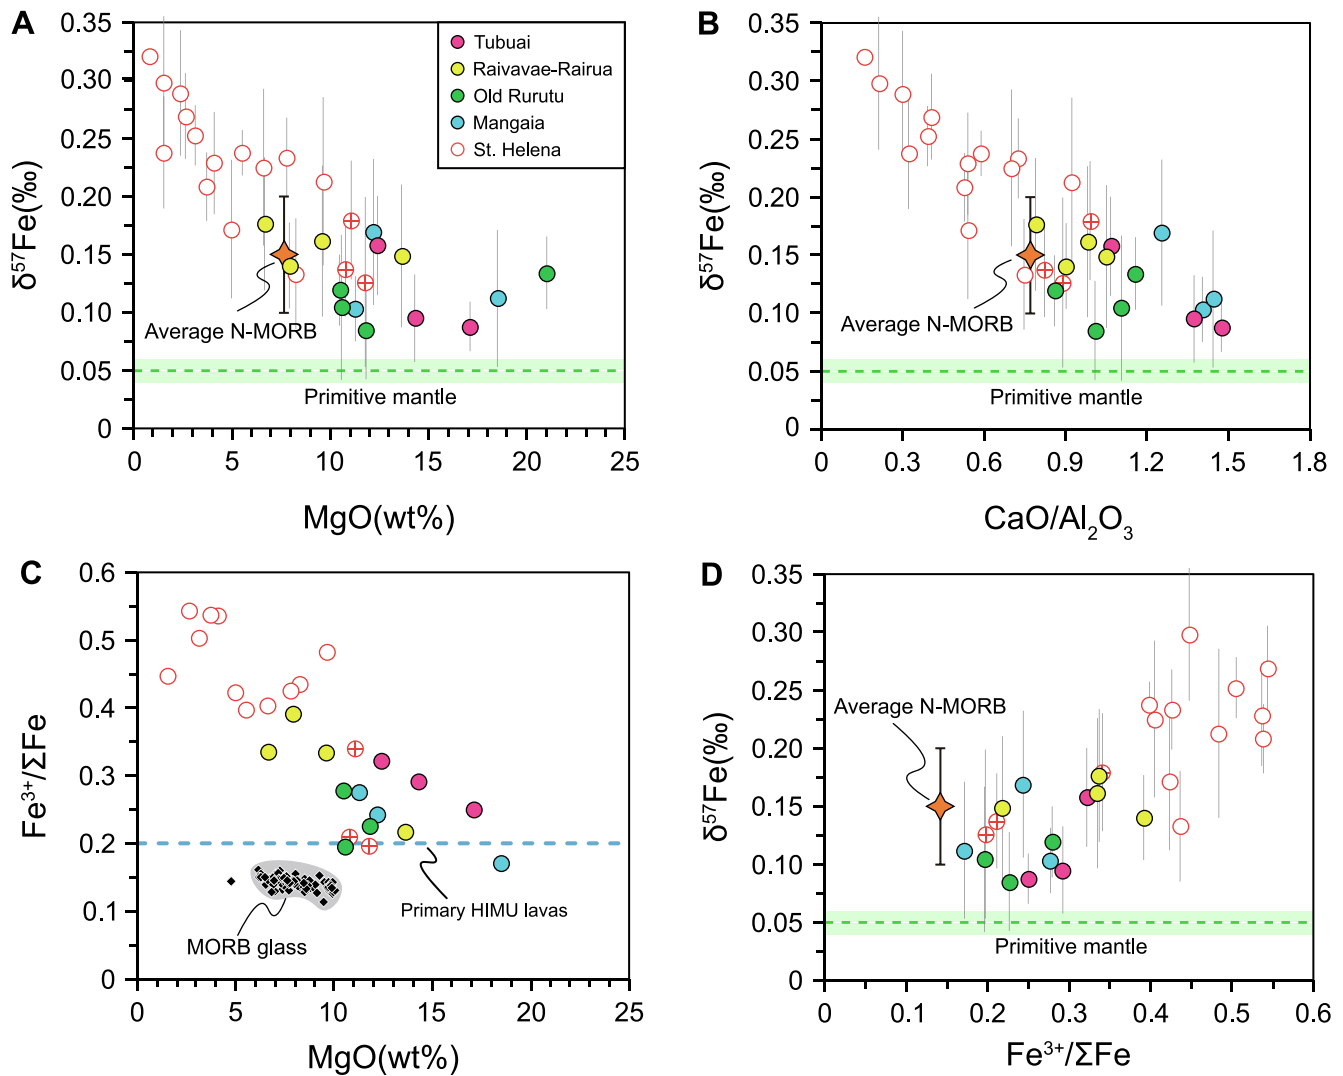 A
δ⁵⁷Fe(‰)
0.35
0.30
0.25
0.20
0.15
0.10
0.05
0
Tubuai
Raivavae-Rairua
Old Rurutu
Mangaia
St. Helena
Average N-MORB
Primitive mantle
0 5 10 15 20 25
MgO(wt%)
B
δ⁵⁷Fe(‰)
0.35
0.30
0.25
0.20
0.15
0.10
0.05
0
Average N-MORB
Primitive mantle
0 0.3 0.6 0.9 1.2 1.5 1.8
CaO/Al₂O₃
C
Fe³⁺/ΣFe
0.6
0.5
0.4
0.3
0.2
0.1
0
Primary HIMU lavas
MORB glass
0 5 10 15 20 25
MgO(wt%)
D
δ⁵⁷Fe(‰)
0.35
0.30
0.25
0.20
0.15
0.10
0.05
0
Average N-MORB
Primitive mantle
0 0.1 0.2 0.3 0.4 0.5 0.6
Fe³⁺/ΣFe